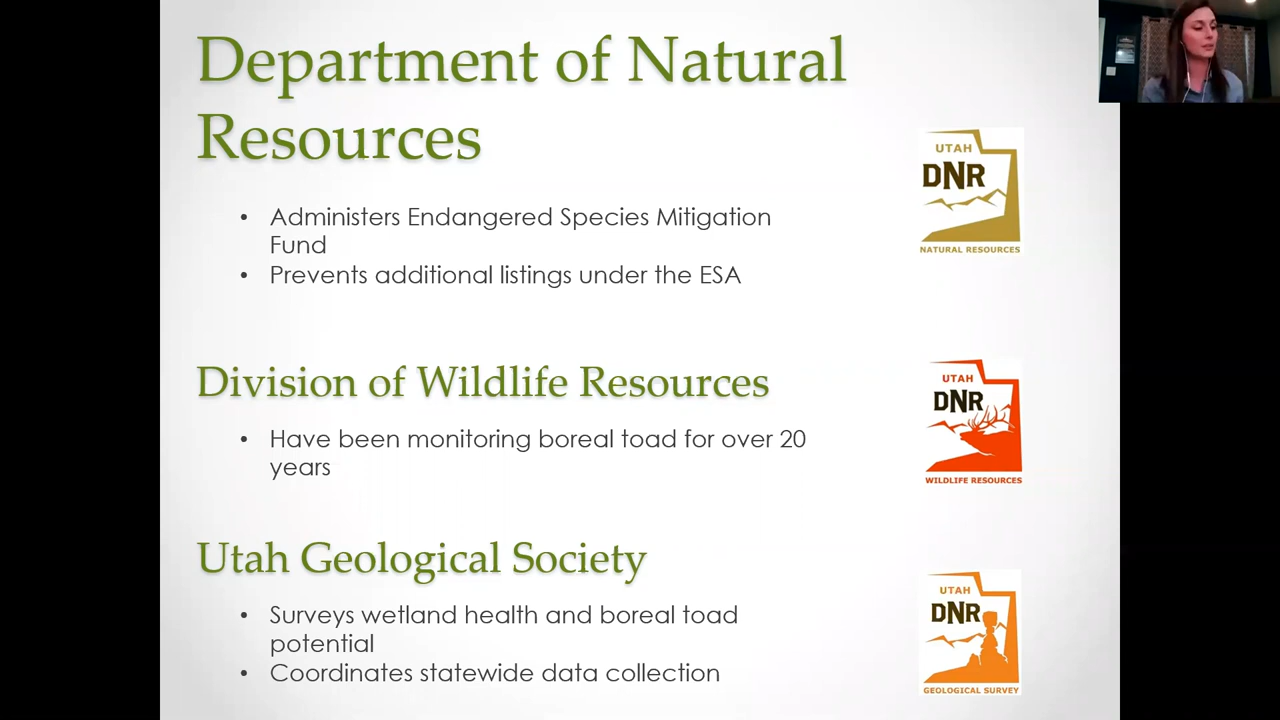 Department of Natural
Resources
UTAH
DNR
NATURAL RESOURCES
• Administers Endangered Species Mitigation
Fund
• Prevents additional listings under the ESA
Division of Wildlife Resources
UTAH
DNR
WILDLIFE RESOURCES
• Have been monitoring boreal toad for over 20
years
Utah Geological Society
UTAH
DNR
GEOLOGICAL SURVEY
• Surveys wetland health and boreal toad
potential
• Coordinates statewide data collection